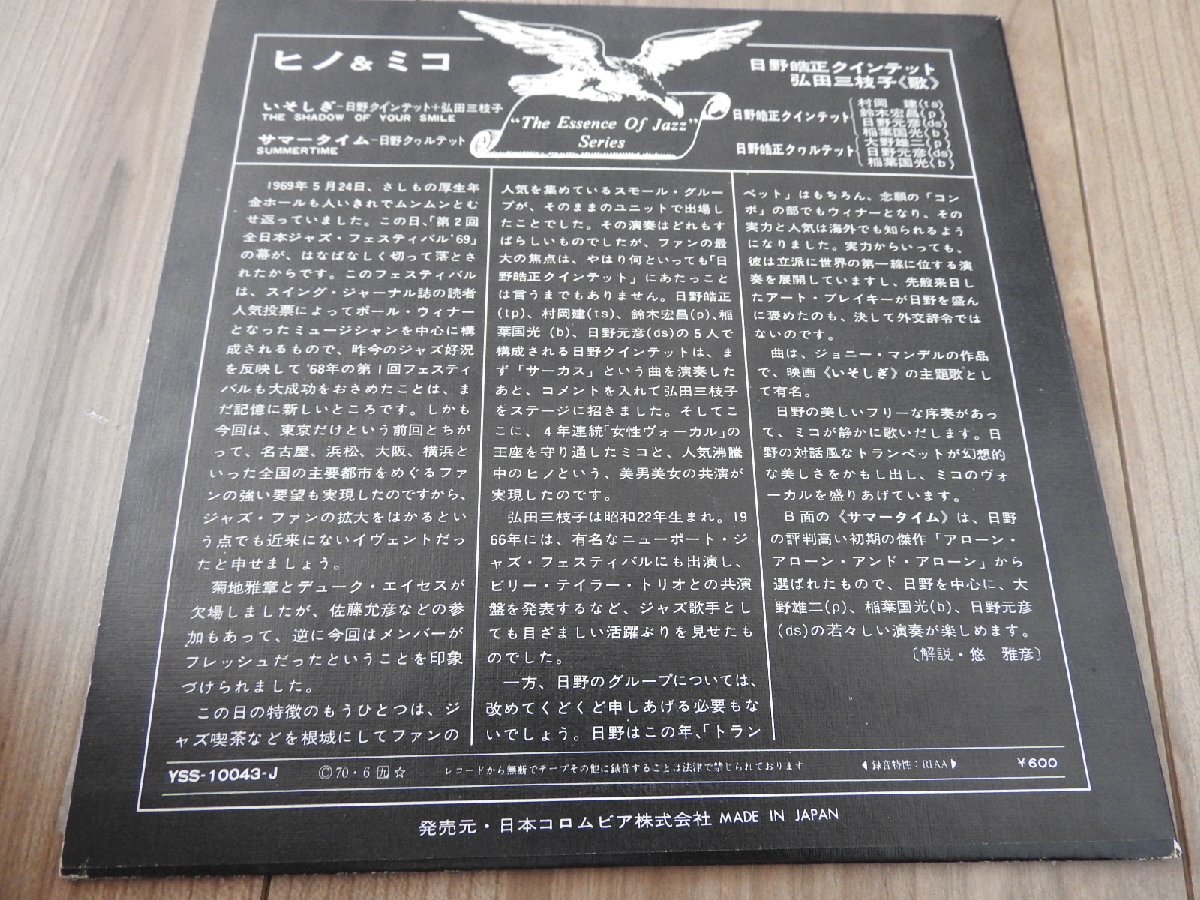 ヒノ & ミコ
いそしぎ-日野クインテット+弘田三枝子
THE SHADOW OF YOUR SMILE
サマータイム-日野クヮルテット
SUMMERTIME
"The Essence Of Jazz"
Series
日野皓正クインテット
弘田三枝子《歌》
日野皓正クインテット
村岡 建(ts)
鈴木宏昌(p)
日野元彦(ds)
稲葉国光(b)
日野皓正クヮルテット
大野雄二(p)
日野元彦(ds)
稲葉国光(b)
1969年5月24日、さしもの厚生年
金ホールも人いきれでムンムンとむ
せ返っていました。この日、「第2回
全日本ジャズ・フェスティバル'69」
の幕が、はなばなしく切って落とさ
れたからです。このフェスティバル
は、スイング・ジャーナル誌の読者
人気投票によってポール・ウィナー
となったミュージシャンを中心に構
成されるもので、昨今のジャズ好況
を反映して'68年の第1回フェスティ
バルも大成功をおさめたことは、ま
だ記憶に新しいところです。しかも
今回は、東京だけという前回とちが
って、名古屋、浜松、大阪、横浜と
いった全国の主要都市をめぐるファ
ンの強い要望も実現したのですから、
ジャズ・ファンの拡大をはかるとい
う点でも近来にないイヴェントだっ
たと申せましょう。
菊地雅章とデューク・エイセスが
欠場しましたが、佐藤允彦などの参
加もあって、逆に今回はメンバーが
フレッシュだったということを印象
づけられました。
この日の特徴のもうひとつは、ジ
ャズ喫茶などを根城にしてファンの
人気を集めているスモール・グルー
プが、そのままのユニットで出場し
たことでした。その演奏はどれもす
ばらしいものでしたが、ファンの最
大の焦点は、やはり何といっても「日
野皓正クインテット」にあたっこと
は言うまでもありません。日野皓正
(tp)、村岡建(ts)、鈴木宏昌(p)、稲
葉国光(b)、日野元彦(ds)の5人で
構成される日野クインテットは、ま
ず「サーカス」という曲を演奏した
あと、コメントを入れて弘田三枝子
をステージに招きました。そしてこ
こに、4年連続「女性ヴォーカル」の
王座を守り通したミコと、人気沸騰
中のヒノという、美男美女の共演が
実現したのです。
弘田三枝子は昭和22年生まれ。19
66年には、有名なニューポート・ジ
ャズ・フェスティバルにも出演し、
ビリー・テイラー・トリオとの共演
盤を発表するなど、ジャズ歌手とし
ても目ざましい活躍ぶりを見せたも
のでした。
一方、日野のグループについては、
改めてくどくど申しあげる必要もな
いでしょう。日野はこの年、「トラン
ペット」はもちろん、念願の「コン
ボ」の部でもウィナーとなり、その
実力と人気は海外でも知られるよう
になりました。実力からいっても、
彼は立派に世界の第一線に位する演
奏を展開していますし、先般来日し
たアート・ブレイキーが日野を盛ん
に褒めたのも、決して外交辞令では
ないのです。
曲は、ジョニー・マンデルの作品
で、映画《いそしぎ》の主題歌とし
て有名。
日野の美しいフリーな序奏があっ
て、ミコが静かに歌いだします。日
野の対話風なトランペットが幻想的
な美しさをかもし出し、ミコのヴォ
ーカルを盛りあげています。
B面の《サマータイム》は、日野
の評判高い初期の傑作「アローン・
アローン・アンド・アローン」から
選ばれたもので、日野を中心に、大
野雄二(p)、稲葉国光(b)、日野元彦
(ds)の若々しい演奏が楽しめます。
〔解説・悠 雅彦〕
YSS-10043-J
©70・6 九 ☆
レコードから無断でテープその他に録音することは法律で禁じられております
録音特性:RIAA
¥600
発売元・日本コロムビア株式会社 MADE IN JAPAN